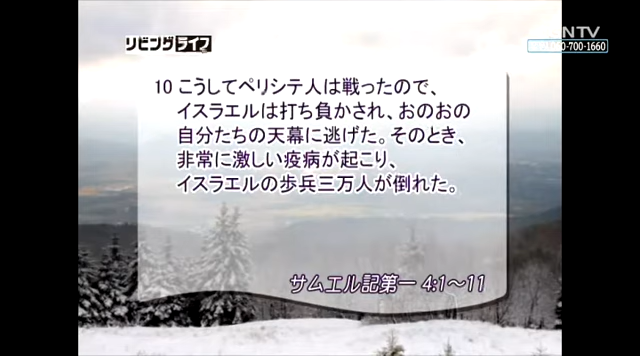 リビングライフ
NTV
-700-1660
10 こうしてペリシテ人は戦ったので、
イスラエルは打ち負かされ、おのおの
自分たちの天幕に逃げた。そのとき、
非常に激しい疫病が起こり、
イスラエルの歩兵三万人が倒れた。
サムエル記第一 4:1〜11